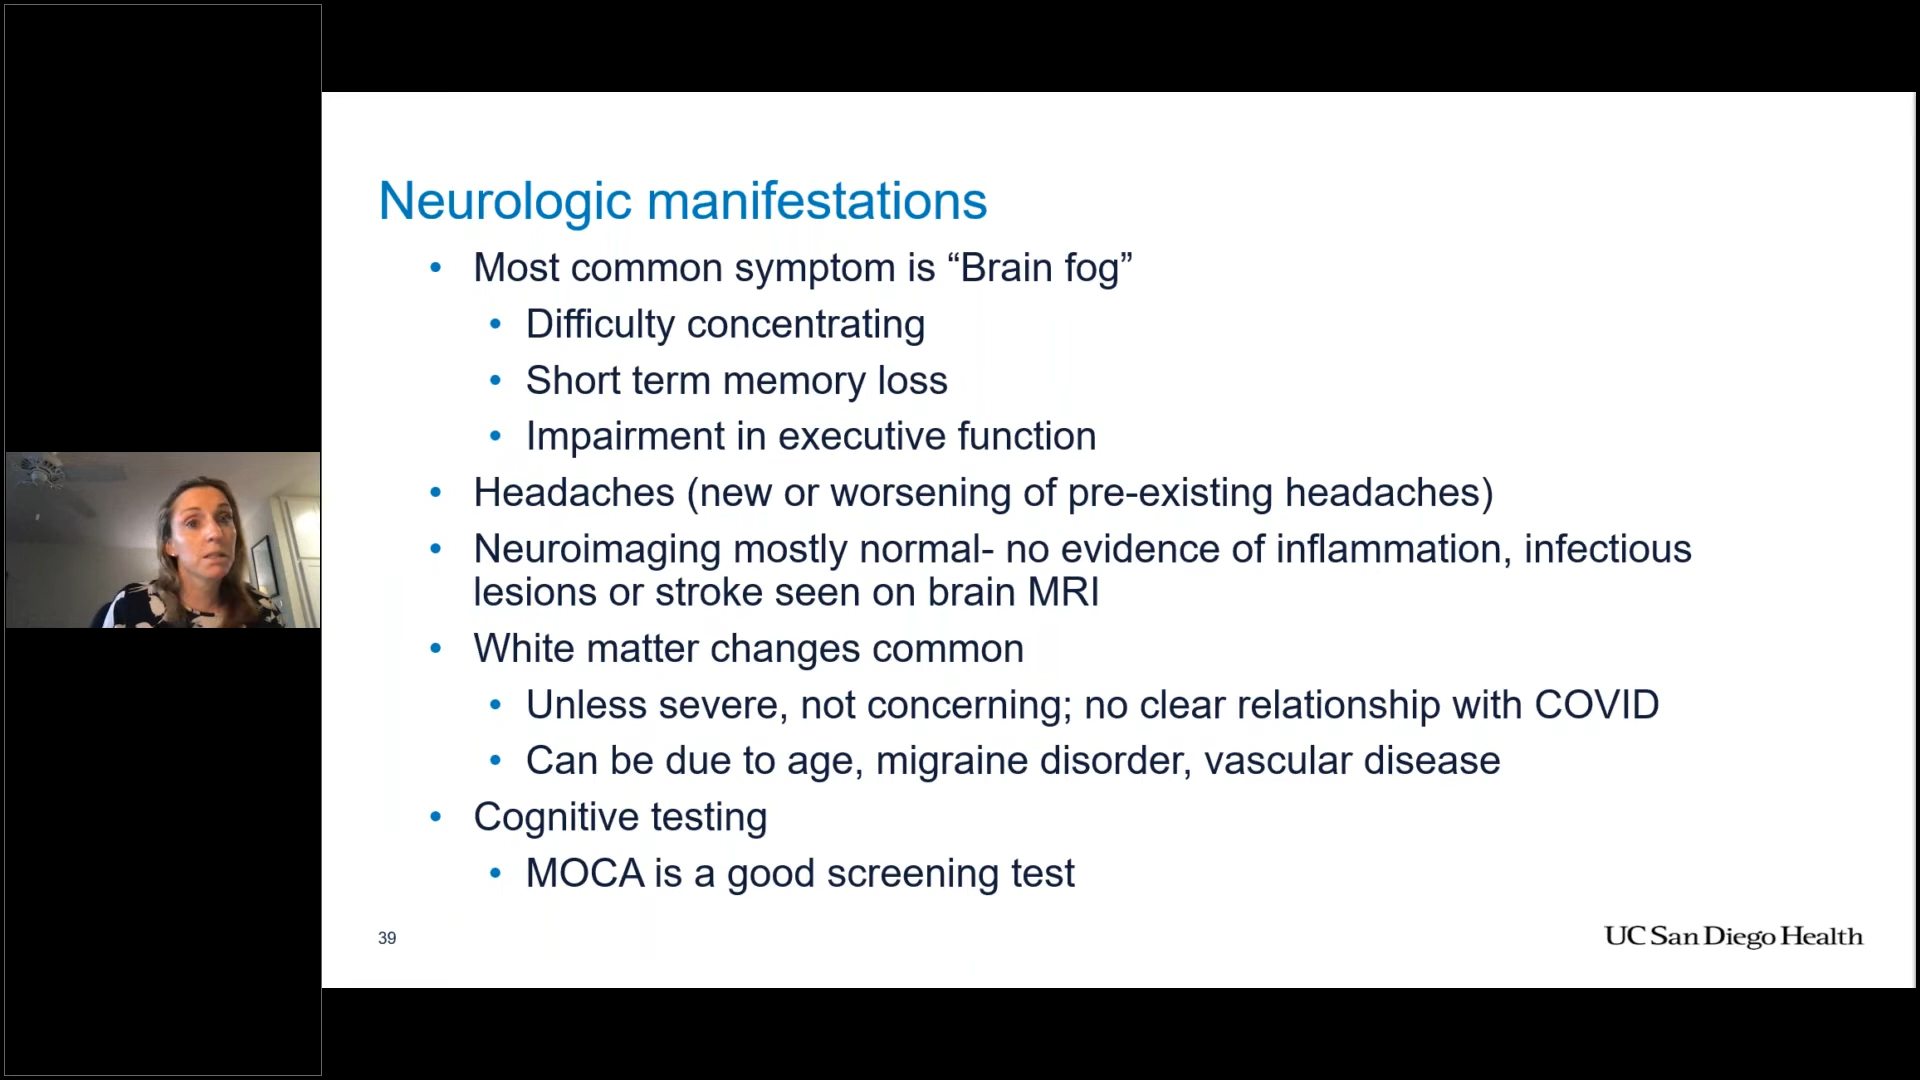 Neurologic manifestations
• Most common symptom is “Brain fog”
• Difficulty concentrating
• Short term memory loss
• Impairment in executive function
• Headaches (new or worsening of pre-existing headaches)
• Neuroimaging mostly normal- no evidence of inflammation, infectious
lesions or stroke seen on brain MRI
• White matter changes common
• Unless severe, not concerning; no clear relationship with COVID
• Can be due to age, migraine disorder, vascular disease
• Cognitive testing
• MOCA is a good screening test
39
UC San Diego Health